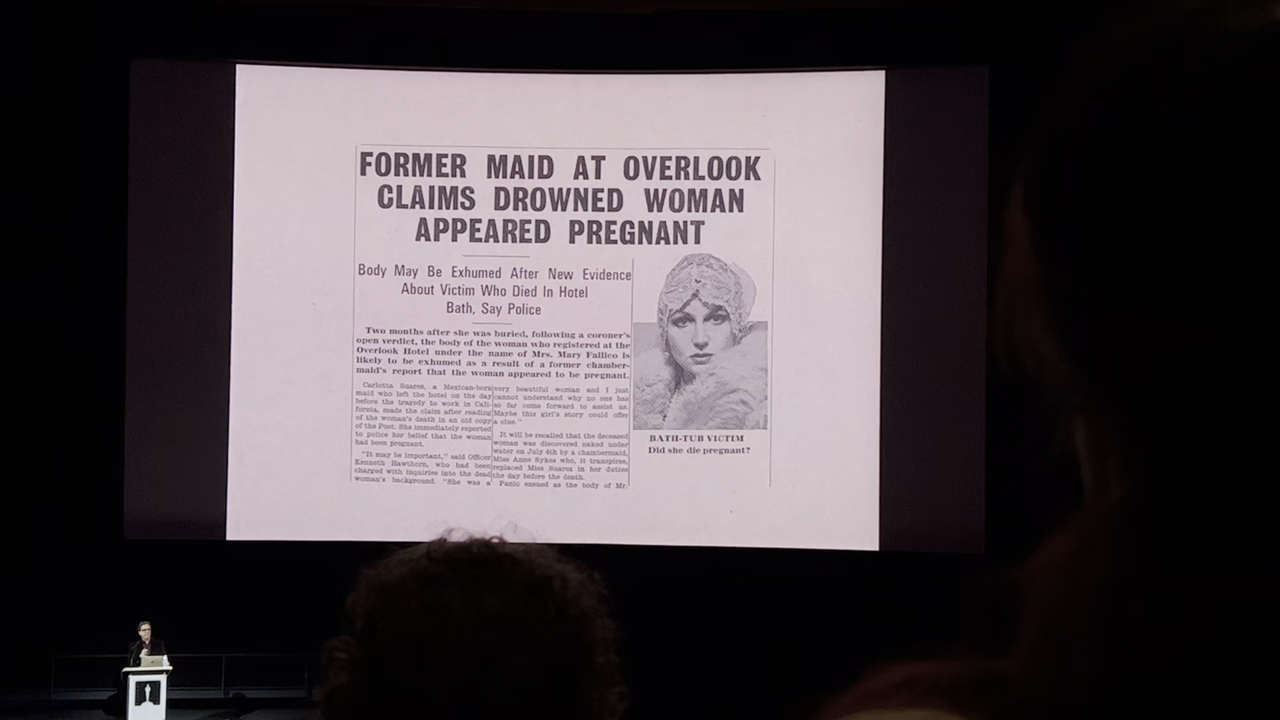 FORMER MAID AT OVERLOOK
CLAIMS DROWNED WOMAN
APPEARED PREGNANT
Body May Be Exhumed After New Evidence
About Victim Who Died In Hotel
Bath, Say Police
Two months after she was buried, following a coroner's
open verdict, the body of the woman who registered at the
Overlook Hotel under the name of Mrs. Mary Fallico is
likely to be exhumed as a result of a former chamber-
maid's report that the woman appeared to be pregnant.
Carlotta Suarez, a Mexican-born
maid who left the hotel on the day
before the tragedy to work in Cali-
fornia, made the claim after reading
of the woman's death in an old copy
of the Post. She immediately reported
to police her belief that the woman
had been pregnant.
"It may be important," said Officer
Kenneth Hawthorn, who had been
charged with inquiries into the dead
woman's background. "She was a
very beautiful woman and I just
cannot understand why no one has
so far come forward to assist us.
Maybe this girl's story could offer
a clue."
It will be recalled that the deceased
woman was discovered naked under
water on July 4th by a chambermaid,
Miss Anne Sykes who, it transpires,
replaced Miss Suares in her duties
the day before the death.
Panic ensued as the body of Mr.
BATH-TUB VICTIM
Did she die pregnant?